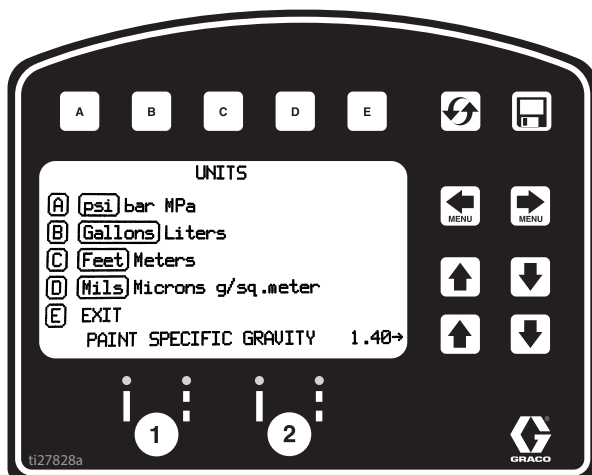 A B C D E
UNITS
A psi bar MPa
B Gallons Liters
C Feet Meters
D Mils Microns g/sq.meter
E EXIT
PAINT SPECIFIC GRAVITY 1.40→
MENU MENU
1 2
ti27828a
GRACO